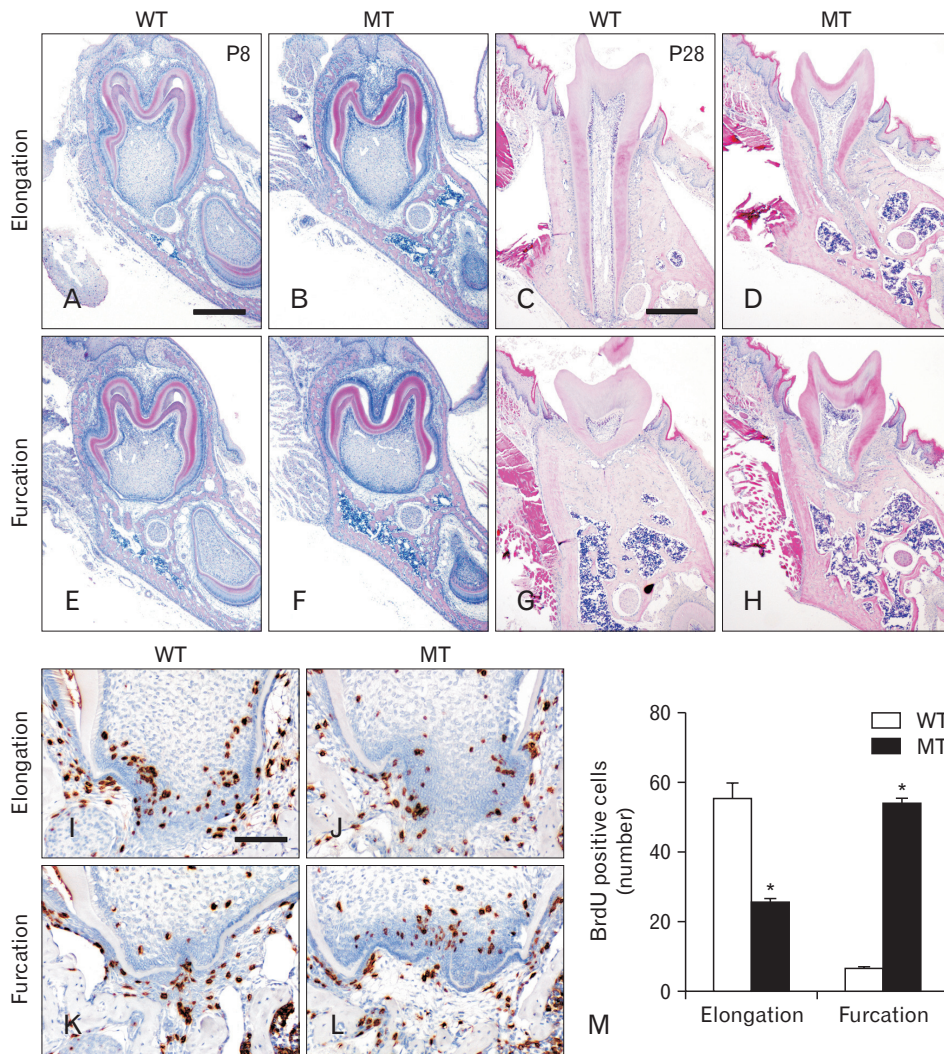 WT MT WT MT
Elongation
A P8
B
C P28
D
Furcation
E
F
G
H
WT MT
Elongation
I
J
Furcation
K
L
M
BrdU positive cells
(number)
80
60
40
20
0
WT
MT
*
*
Elongation Furcation